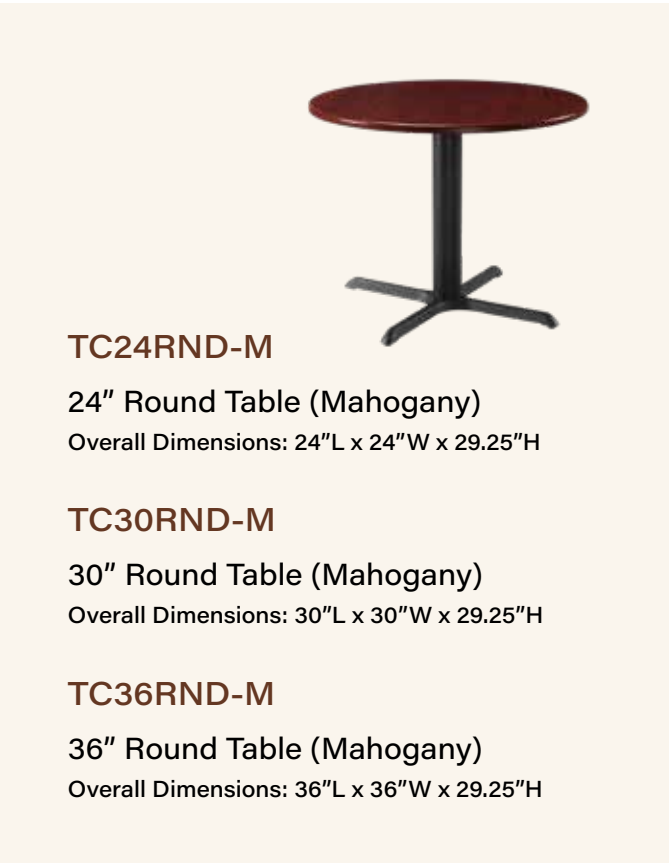 TC24RND-M
24″ Round Table (Mahogany)
Overall Dimensions: 24″L x 24″W x 29.25″H
TC30RND-M
30″ Round Table (Mahogany)
Overall Dimensions: 30″L x 30″W x 29.25″H
TC36RND-M
36″ Round Table (Mahogany)
Overall Dimensions: 36″L x 36″W x 29.25″H